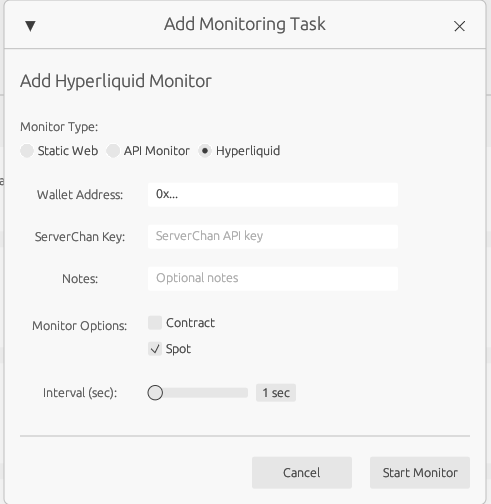 Add Monitoring Task
Add Hyperliquid Monitor
Monitor Type:
Static Web API Monitor Hyperliquid
Wallet Address: 0x...
ServerChan Key: ServerChan API key
Notes: Optional notes
Monitor Options: Contract
Spot
Interval (sec): 1 sec
Cancel Start Monitor